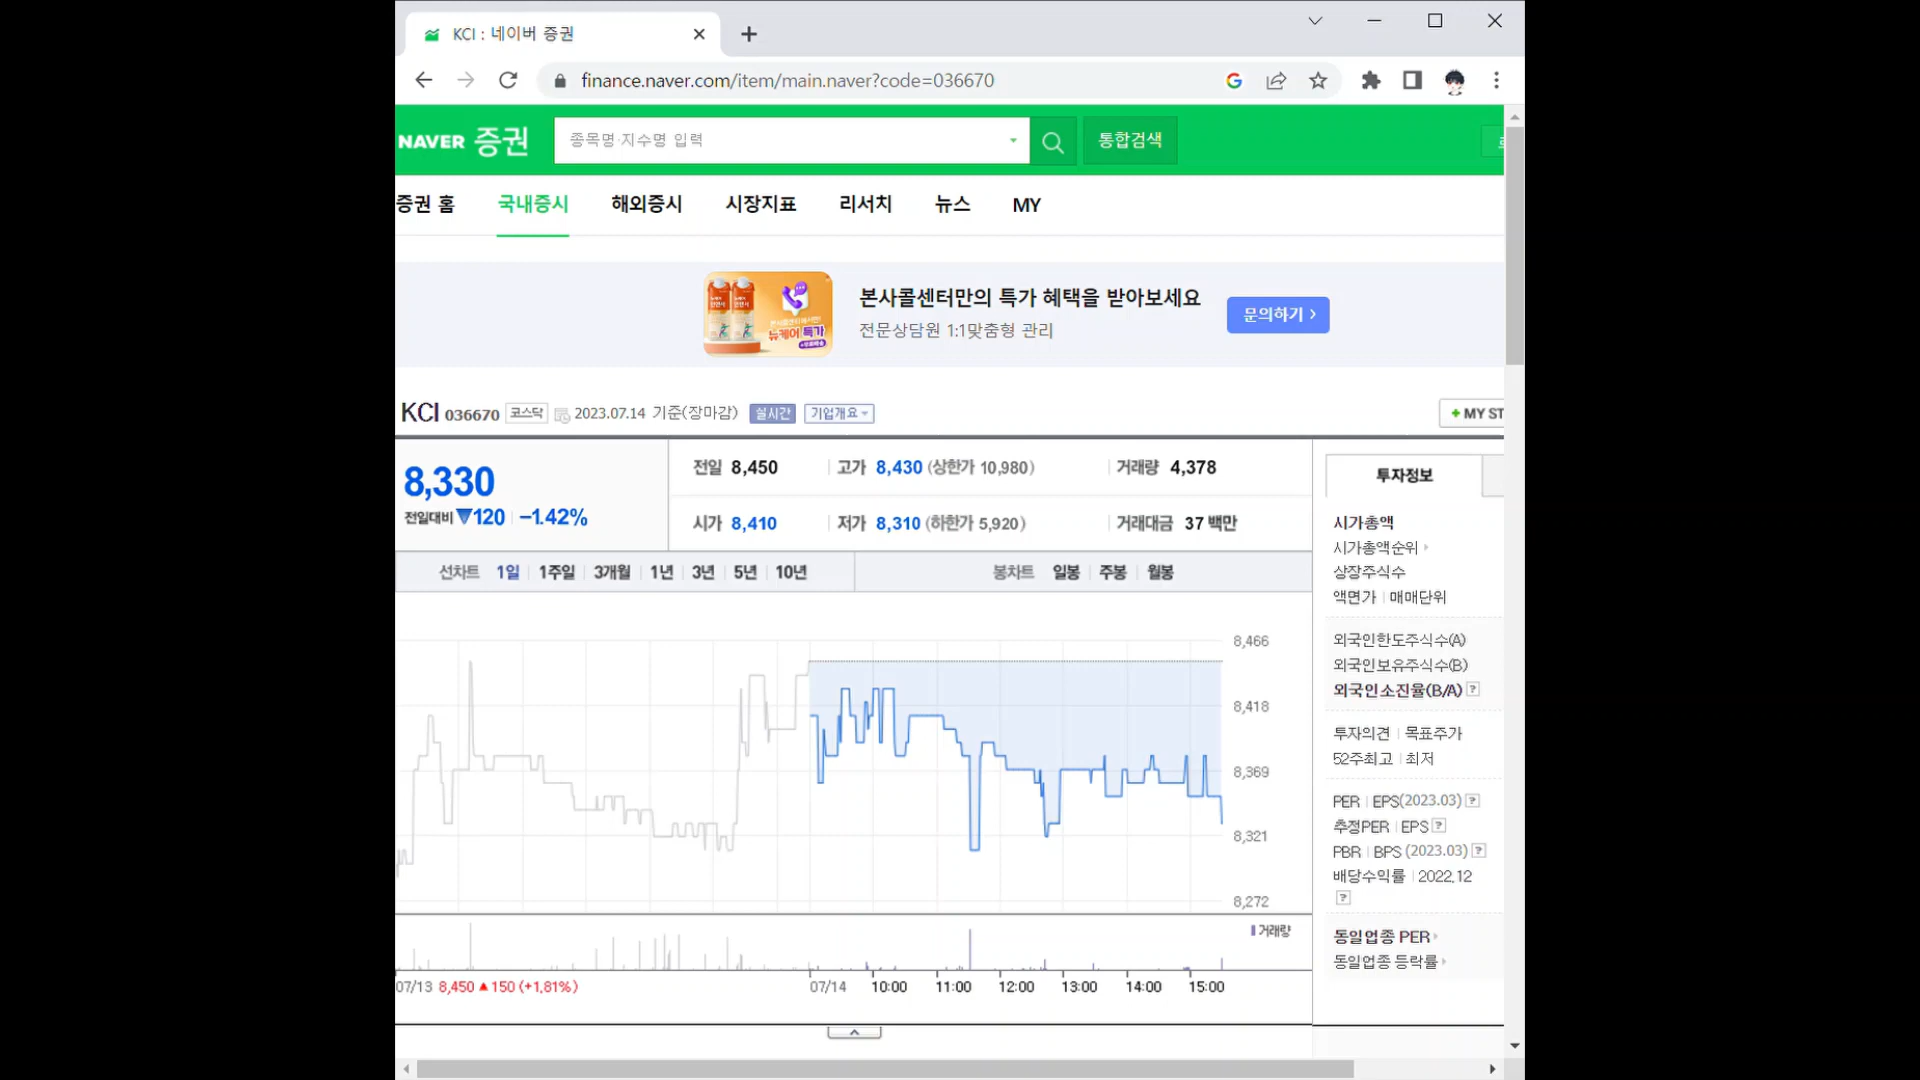 KCI : 네이버 증권
finance.naver.com/item/main.naver?code=036670
NAVER 증권
종목명·지수명 입력
통합검색
증권 홈 국내증시 해외증시 시장지표 리서치 뉴스 MY
본사콜센터만의 특가 혜택을 받아보세요
전문상담원 1:1맞춤형 관리
문의하기 >
뉴케어 특가
KCI 036670 코스닥 2023.07.14 기준(장마감) 실시간 기업개요
+ MY ST
8,330
전일대비 ▼120 -1.42%
전일 8,450 고가 8,430 (상한가 10,980) 거래량 4,378
시가 8,410 저가 8,310 (하한가 5,920) 거래대금 37 백만
선차트 1일 1주일 3개월 1년 3년 5년 10년 봉차트 일봉 주봉 월봉
8,466
8,418
8,369
8,321
8,272
거래량
07/13 8,450 ▲150 (+1.81%)
07/14 10:00 11:00 12:00 13:00 14:00 15:00
투자정보
시가총액
시가총액순위
상장주식수
액면가 | 매매단위
외국인한도주식수(A)
외국인보유주식수(B)
외국인소진율(B/A) ?
투자의견 | 목표주가
52주최고 | 최저
PER | EPS(2023.03) ?
추정PER | EPS ?
PBR | BPS (2023.03) ?
배당수익률 | 2022.12
?
동일업종 PER
동일업종 등락률